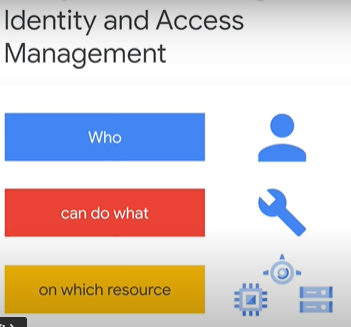 Identity and Access
Management
Who
can do what
on which resource